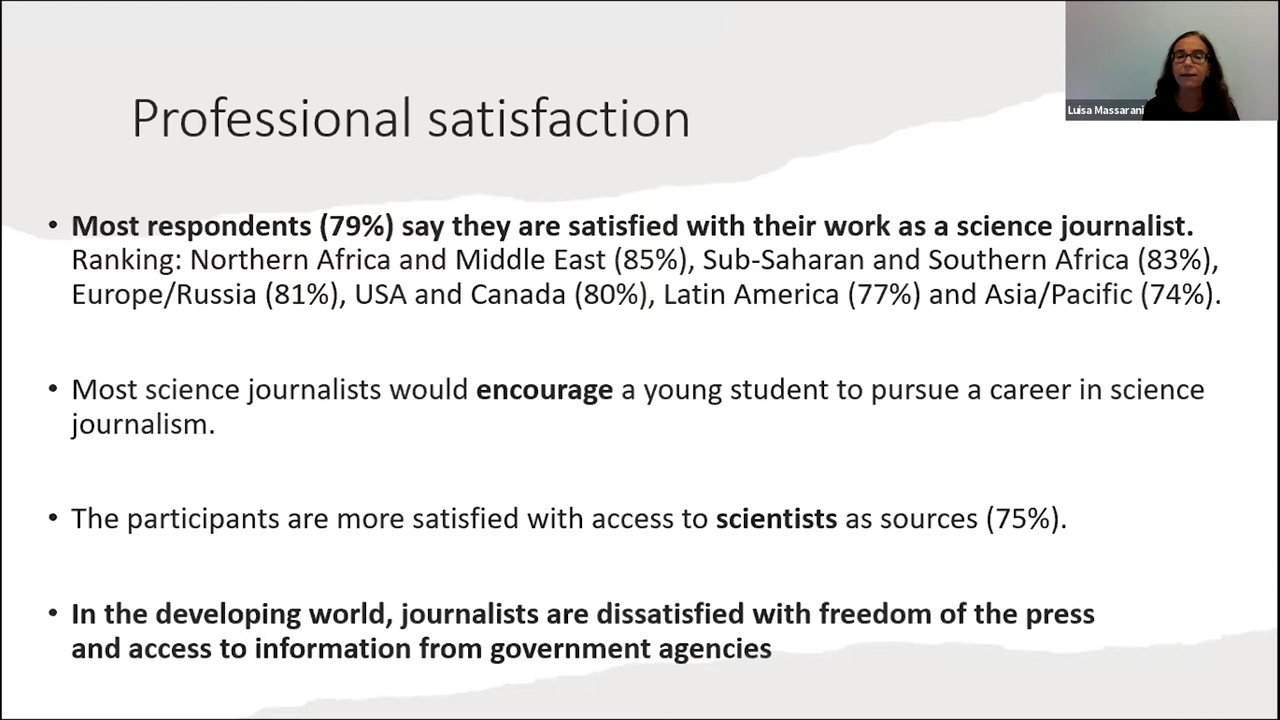 Luisa Massarani
Professional satisfaction
• Most respondents (79%) say they are satisfied with their work as a science journalist.
Ranking: Northern Africa and Middle East (85%), Sub-Saharan and Southern Africa (83%),
Europe/Russia (81%), USA and Canada (80%), Latin America (77%) and Asia/Pacific (74%).
• Most science journalists would encourage a young student to pursue a career in science
journalism.
• The participants are more satisfied with access to scientists as sources (75%).
• In the developing world, journalists are dissatisfied with freedom of the press
and access to information from government agencies